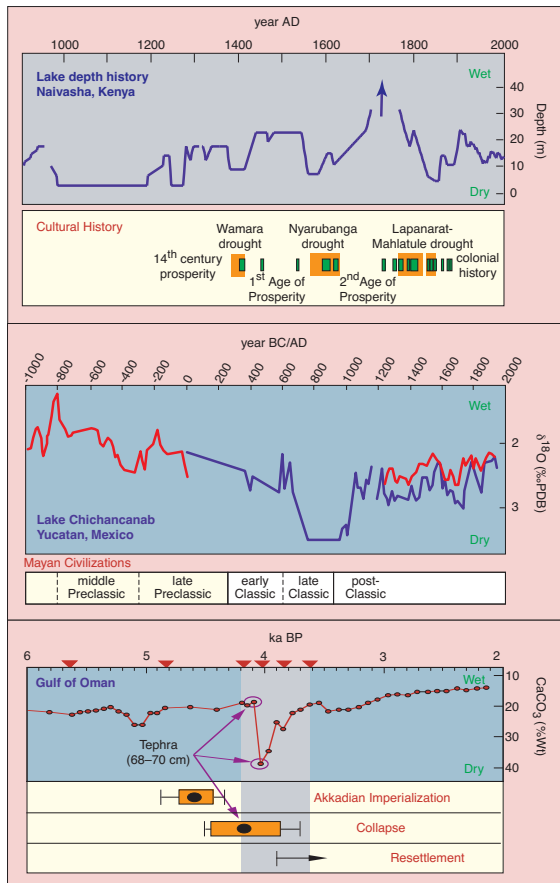 year AD
1000 1200 1400 1600 1800 2000
Lake depth history
Naivasha, Kenya
Wet
Dry
40
30
20
10
0
Depth (m)
Cultural History
Wamara drought
Nyarubanga drought
Lapanarat-Mahlatule drought
14th century prosperity
1st Age of Prosperity
2nd Age of Prosperity
colonial history
year BC/AD
-1000 -800 -600 -400 -200 0 200 400 600 800 1000 1200 1400 1600 1800 2000
Wet
2
3
δ18O (‰PDB)
Lake Chichancanab
Yucatan, Mexico
Dry
Mayan Civilizations
middle Preclassic
late Preclassic
early Classic
late Classic
post-Classic
ka BP
6 5 4 3 2
Gulf of Oman
Wet
10
20
30
40
CaCO3 (%Wt)
Tephra
(68–70 cm)
Dry
Akkadian Imperialization
Collapse
Resettlement